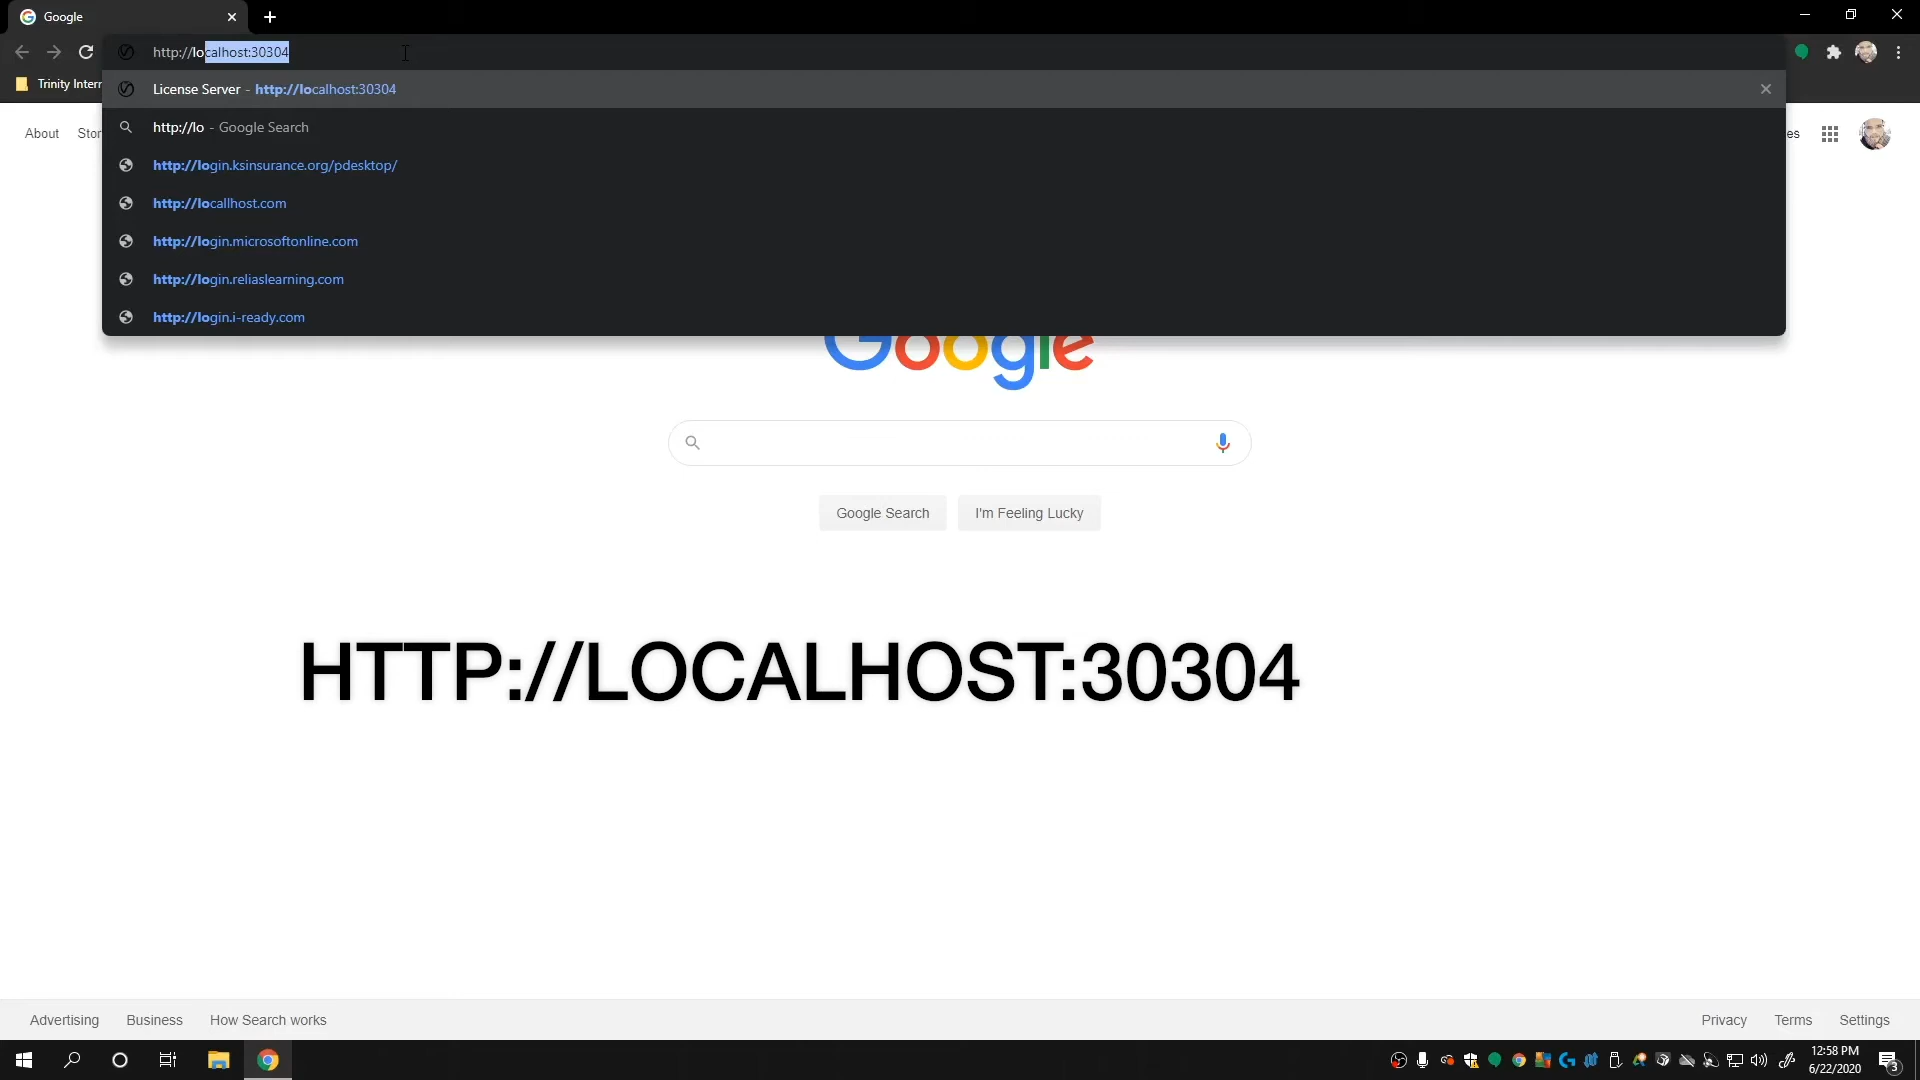 Google
http://localhost:30304
Trinity Intern
License Server - http://localhost:30304
http://lo - Google Search
http://login.ksinsurance.org/pdesktop/
http://locallhost.com
http://login.microsoftonline.com
http://login.reliaslearning.com
http://login.i-ready.com
About Stor
es
Google
Google Search
I'm Feeling Lucky
HTTP://LOCALHOST:30304
Advertising Business How Search works
Privacy Terms Settings
12:58 PM
6/22/2020
3